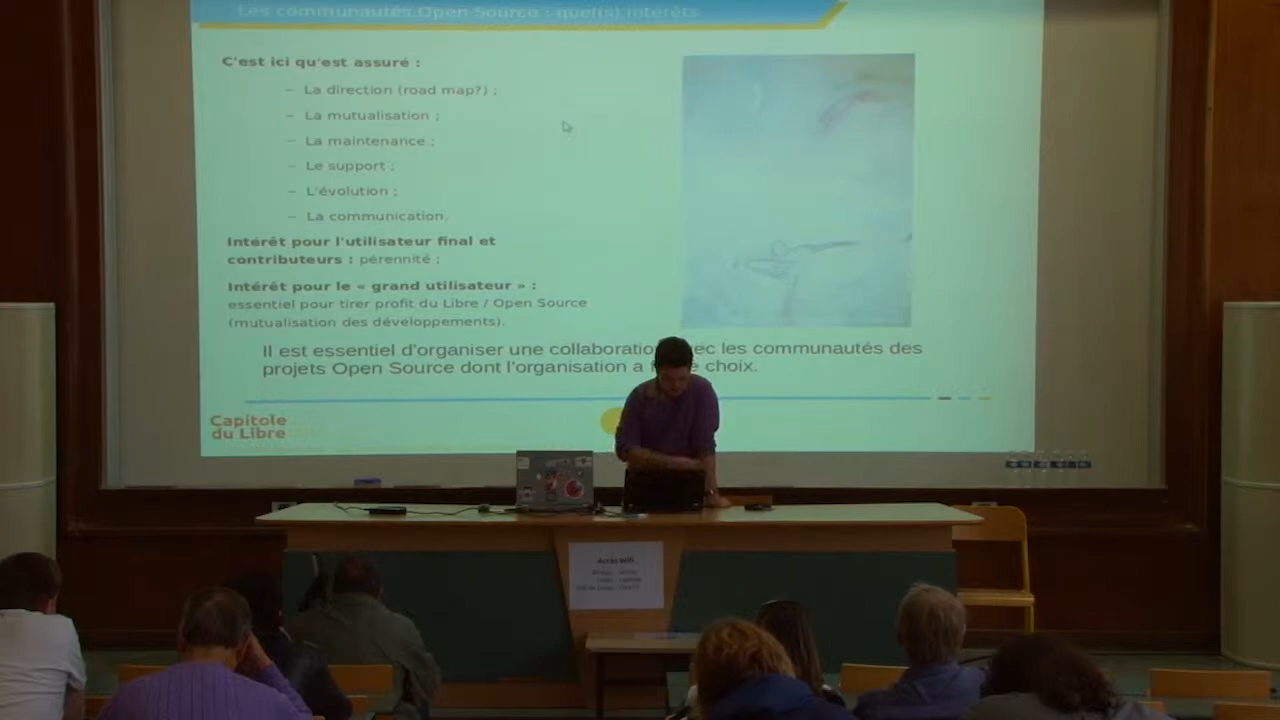 Les communautés Open Source : quel(s) intérêts
C'est ici qu'est assuré :
– La direction (road map?) ;
– La mutualisation ;
– La maintenance ;
– Le support ;
– L'évolution ;
– La communication.
Intérêt pour l'utilisateur final et
contributeurs : pérennité ;
Intérêt pour le « grand utilisateur » :
essentiel pour tirer profit du Libre / Open Source
(mutualisation des développements).
Il est essentiel d'organiser une collaboratio ec les communautés des
projets Open Source dont l'organisation a choix.
Capitole
du Libre
Accès Wifi